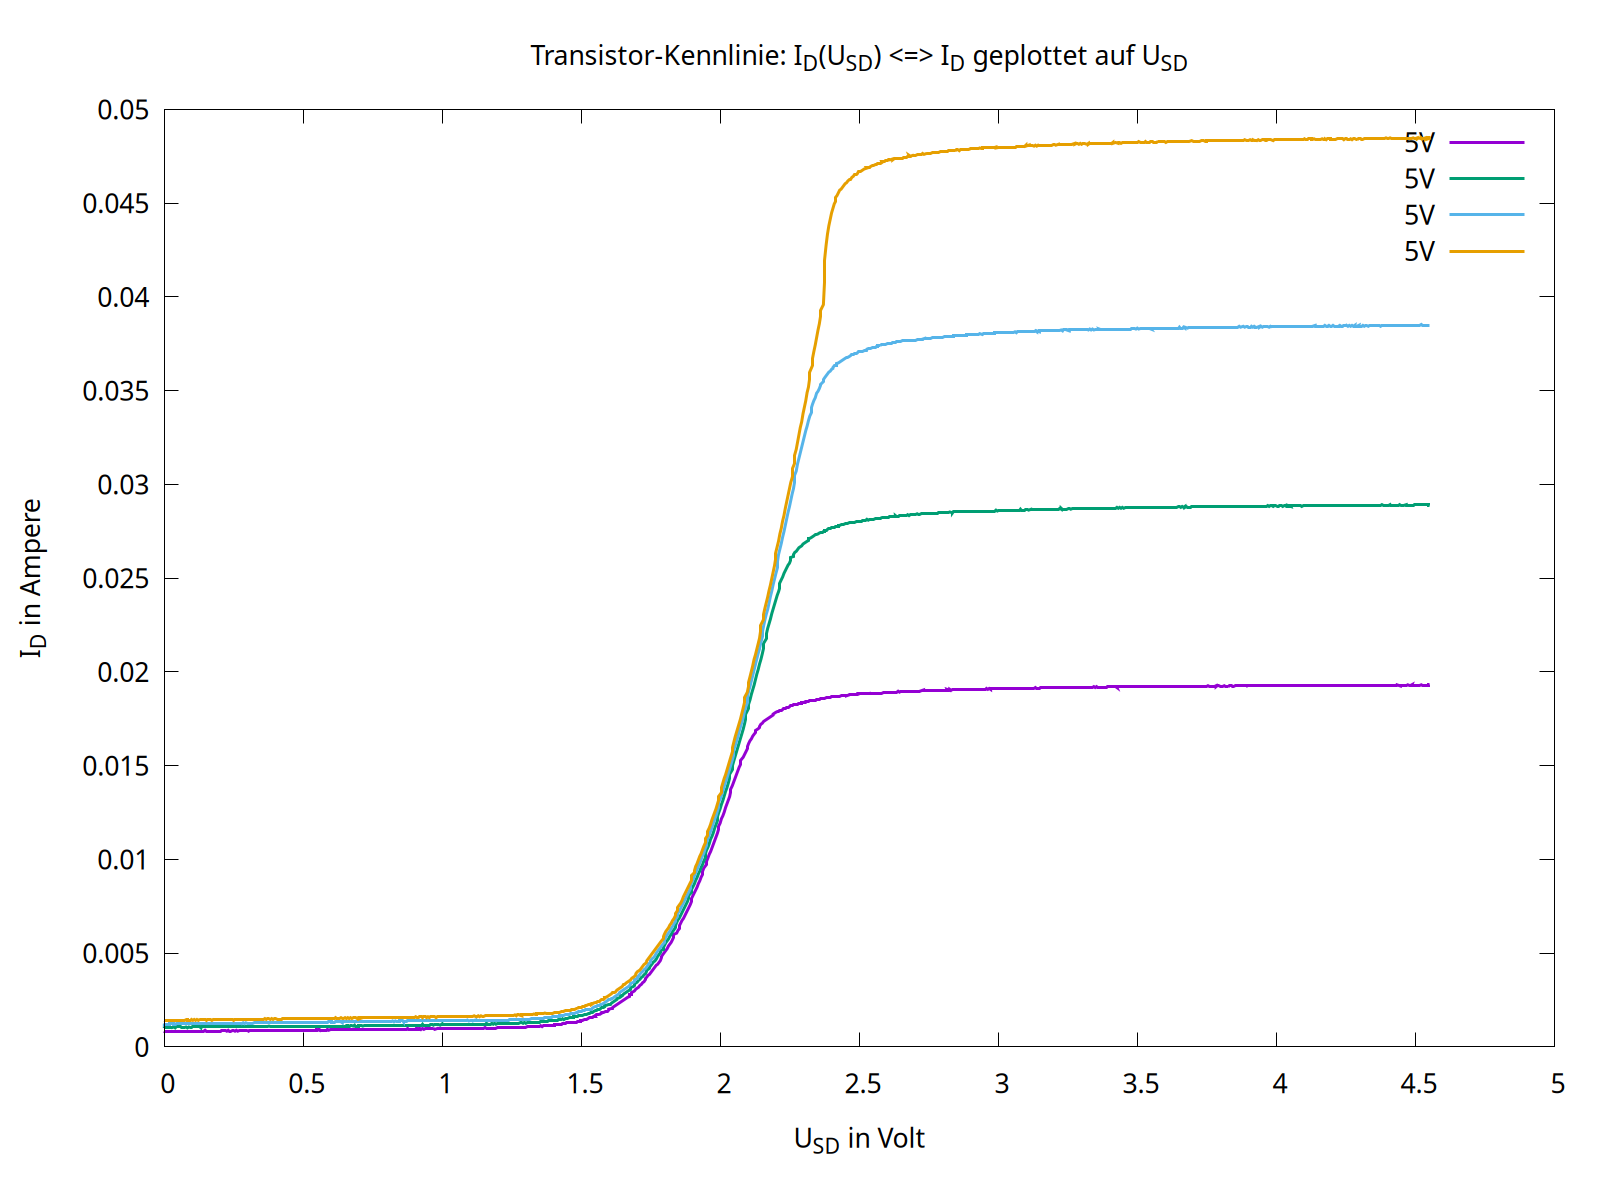 Transistor-Kennlinie: I_D(U_SD) <=> I_D geplottet auf U_SD
0.05
0.045
0.04
0.035
0.03
0.025
0.02
0.015
0.01
0.005
0
I_D in Ampere
5V
5V
5V
5V
0 0.5 1 1.5 2 2.5 3 3.5 4 4.5 5
U_SD in Volt